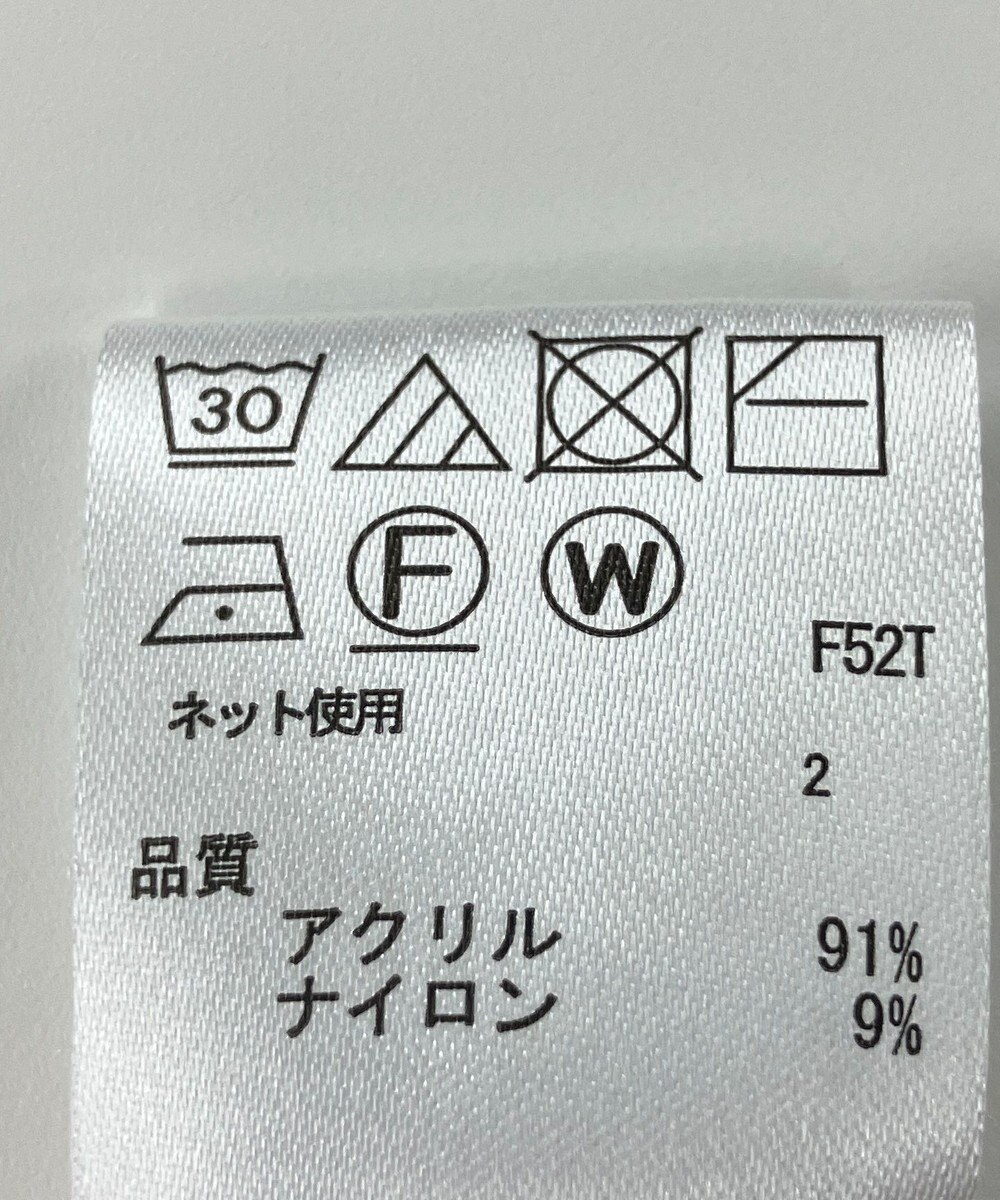 30
F W
F52T
ネット使用
2
品質
アクリル 91%
ナイロン 9%